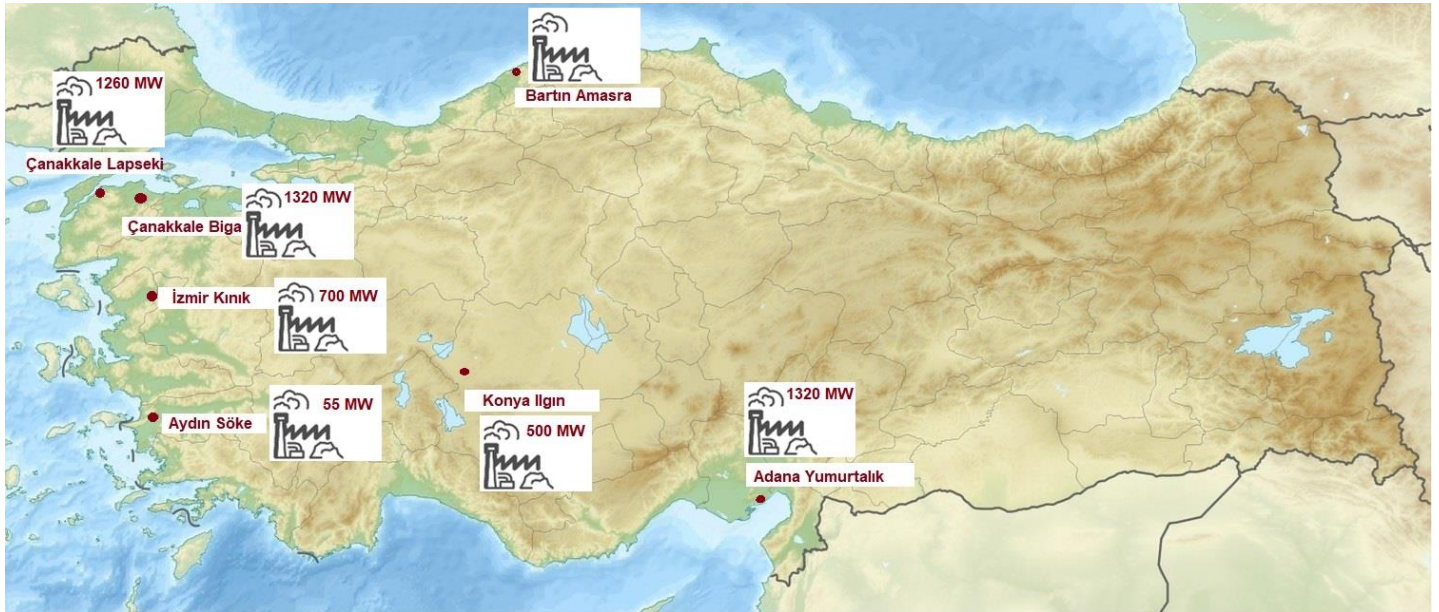 Bartın Amasra
1260 MW
Çanakkale Lapseki
1320 MW
Çanakkale Biga
İzmir Kınık
700 MW
Aydın Söke
55 MW
Konya Ilgın
500 MW
1320 MW
Adana Yumurtalık